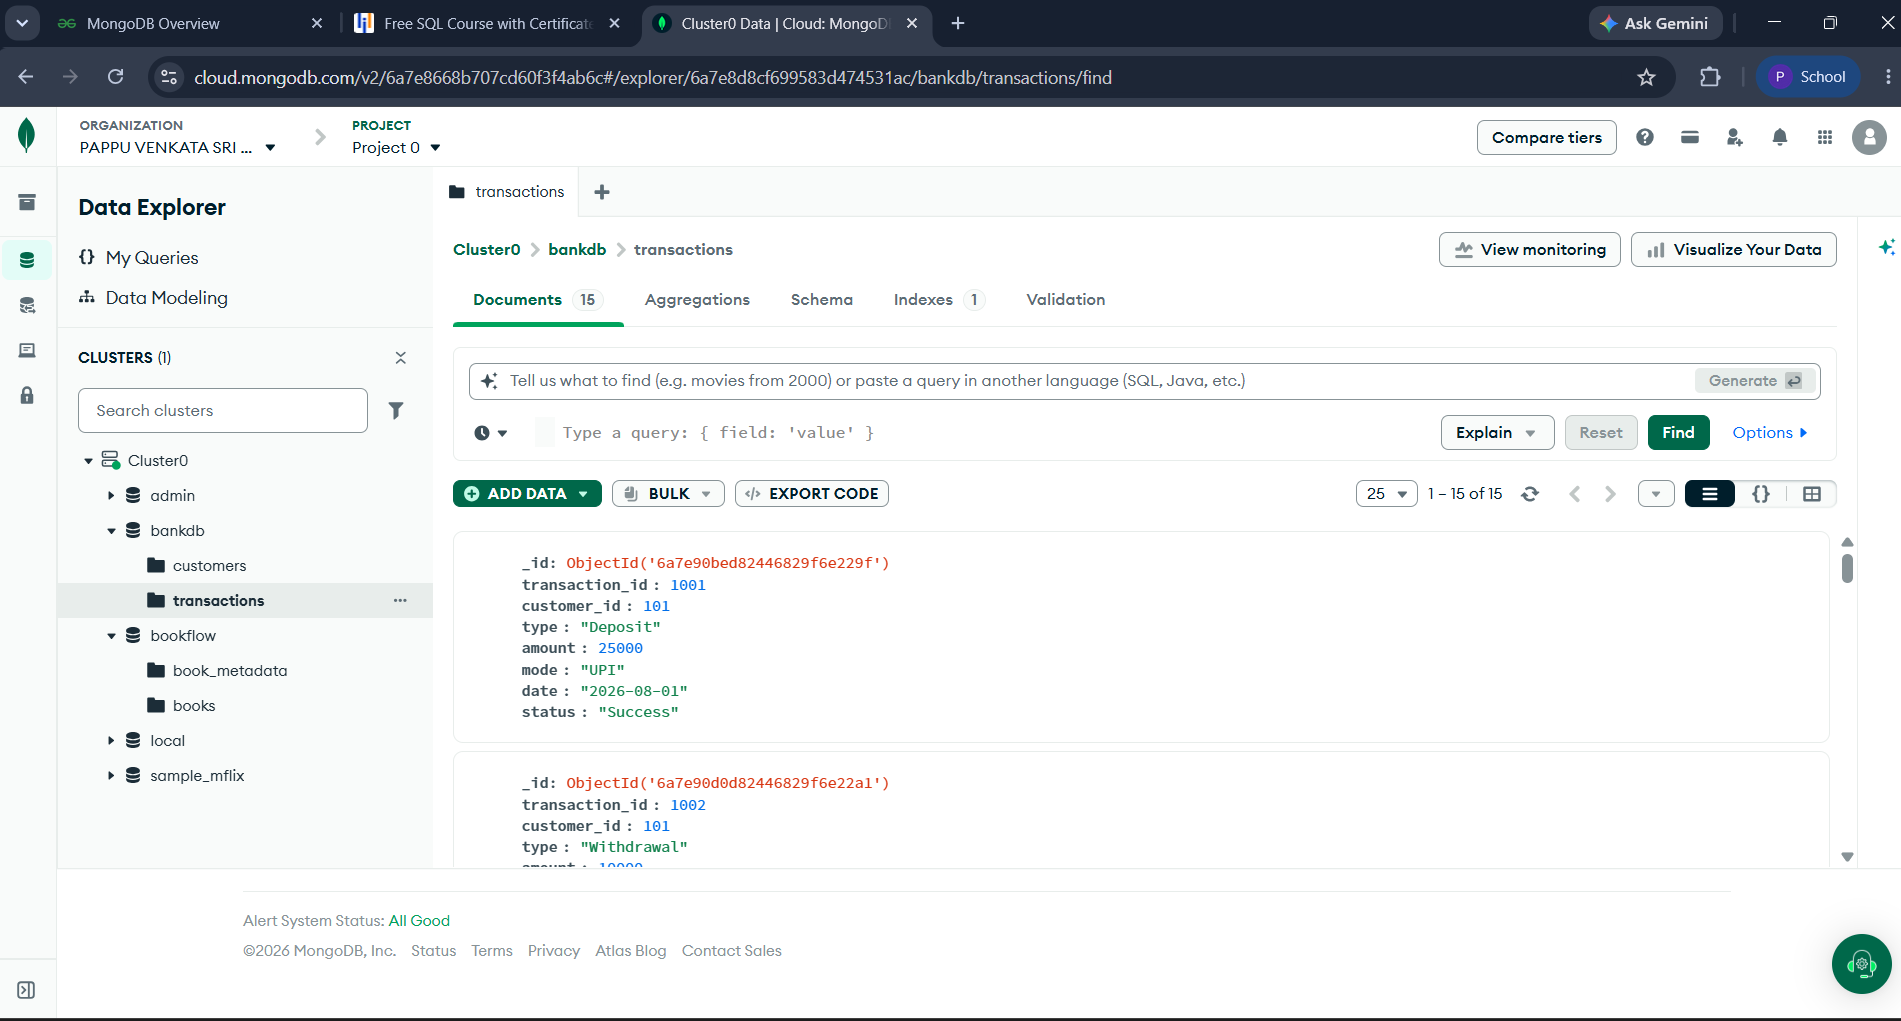 MongoDB Overview
Free SQL Course with Certificate
Cluster0 Data | Cloud: MongoD
Ask Gemini
cloud.mongodb.com/v2/6a7e8668b707cd60f3f4ab6c#/explorer/6a7e8d8cf699583d474531ac/bankdb/transactions/find
P School
ORGANIZATION
PAPPU VENKATA SRI ...
PROJECT
Project 0
Compare tiers
Data Explorer
My Queries
Data Modeling
CLUSTERS (1)
Search clusters
Cluster0
admin
bankdb
customers
transactions
bookflow
book_metadata
books
local
sample_mflix
transactions
Cluster0 > bankdb > transactions
View monitoring
Visualize Your Data
Documents 15
Aggregations
Schema
Indexes 1
Validation
Tell us what to find (e.g. movies from 2000) or paste a query in another language (SQL, Java, etc.)
Generate
Type a query: { field: 'value' }
Explain
Reset
Find
Options
ADD DATA
BULK
EXPORT CODE
25
1 – 15 of 15
_id: ObjectId('6a7e90bed82446829f6e229f')
transaction_id : 1001
customer_id : 101
type : "Deposit"
amount : 25000
mode : "UPI"
date : "2026-08-01"
status : "Success"
_id: ObjectId('6a7e90d0d82446829f6e22a1')
transaction_id : 1002
customer_id : 101
type : "Withdrawal"
amount : 10000
Alert System Status: All Good
©2026 MongoDB, Inc. Status Terms Privacy Atlas Blog Contact Sales